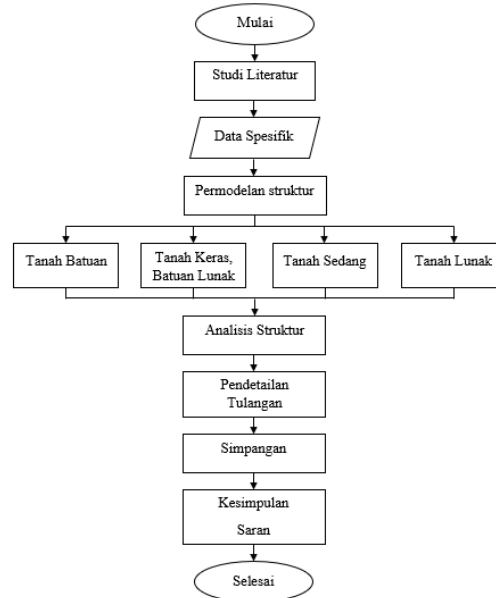 Mulai
Studi Literatur
Data Spesifik
Permodelan struktur
Tanah Batuan
Tanah Keras,
Batuan Lunak
Tanah Sedang
Tanah Lunak
Analisis Struktur
Pendetailan
Tulangan
Simpangan
Kesimpulan
Saran
Selesai